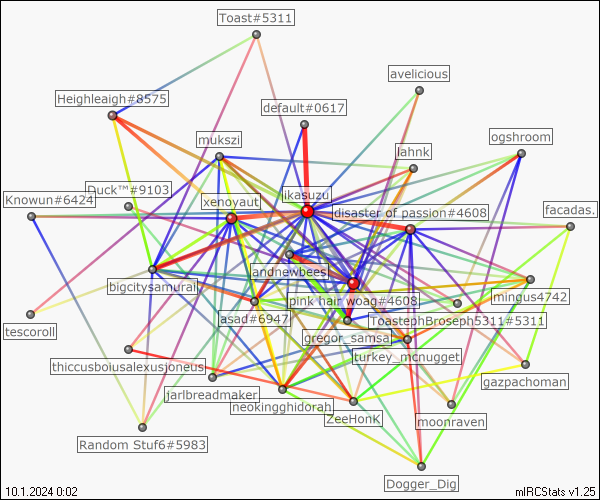 Toast#5311
avelicious
Heighleaigh#8575
default#0617
ogshroom
mukszi
lahnk
Duck™#9103
Knowun#6424
xenoyaut
likasuzu
disaster of passion#4608
facadas.
andnewbees
bigcitysamurai
pink hair woag#4608
mingus4742
asad#6947
ToastephBroseph5311#5311
tescoroll
gregor_samsa
turkey_mcnugget
thiccusboiusalexusjoneus
gazpachoman
jarlbreadmaker
neokingghidorah
ZeeHonK
moonraven
Random Stuf6#5983
Dogger_Dig
10.1.2024 0:02
mIRCStats v1.25